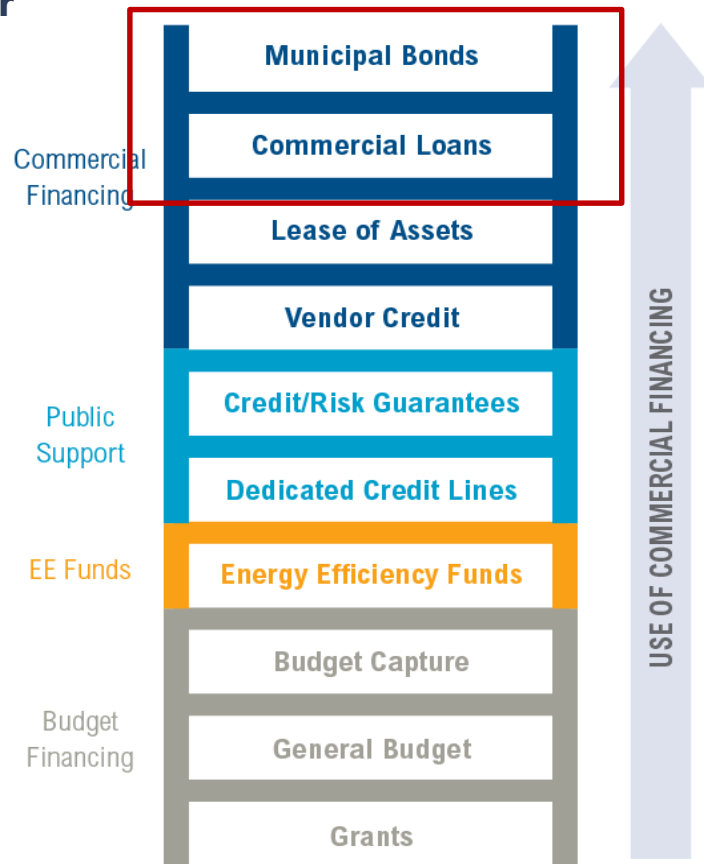 r
Municipal Bonds
Commercial Loans
Commercial
Financing
Lease of Assets
Vendor Credit
Credit/Risk Guarantees
Public
Support
Dedicated Credit Lines
EE Funds
Energy Efficiency Funds
Budget Capture
Budget
Financing
General Budget
Grants
USE OF COMMERCIAL FINANCING